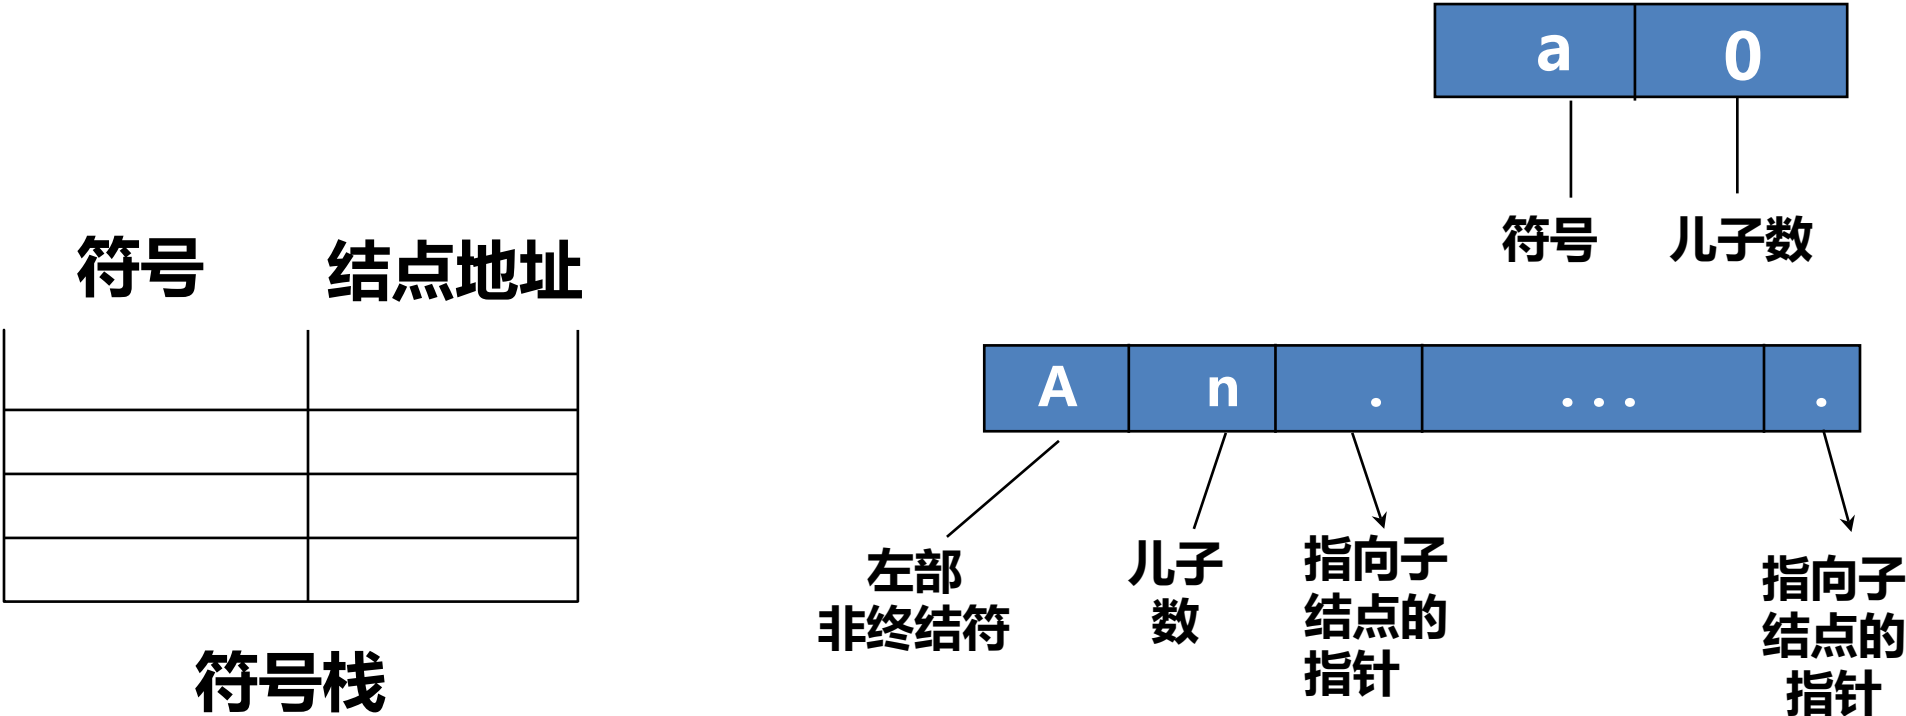 a 0
符号 儿子数
符号 结点地址
A n . ... .
左部
非终结符
儿子
数
指向子
结点的
指针
指向子
结点的
指针
符号栈